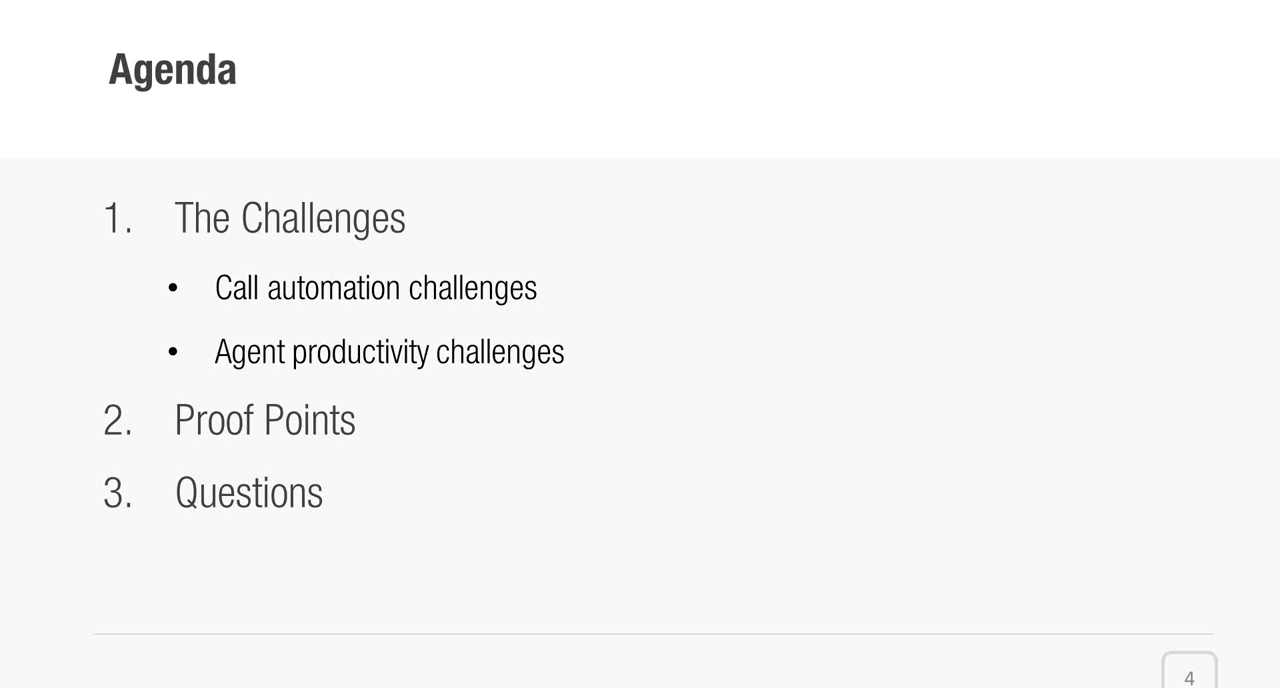 Agenda
1. The Challenges
• Call automation challenges
• Agent productivity challenges
2. Proof Points
3. Questions
4